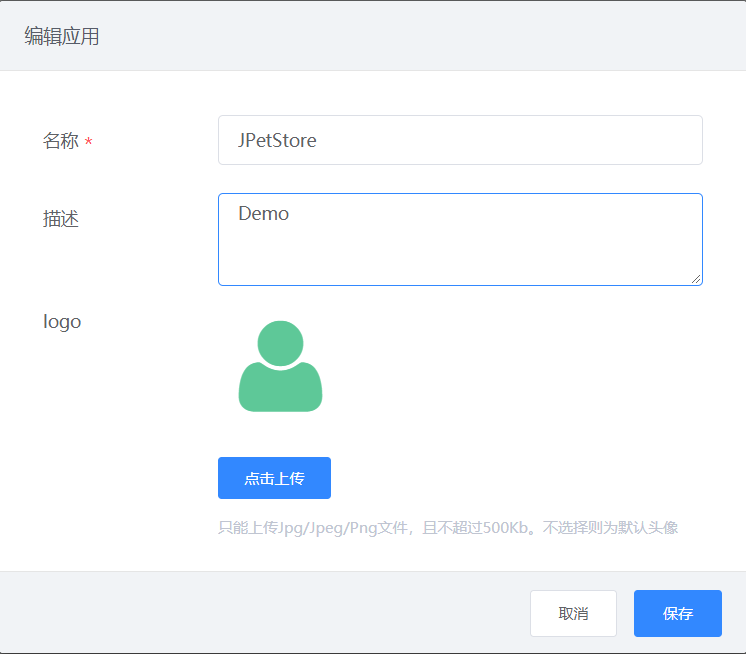 编辑应用
名称 *
JPetStore
描述
Demo
logo
点击上传
只能上传Jpg/Jpeg/Png文件，且不超过500Kb。不选择则为默认头像
取消
保存